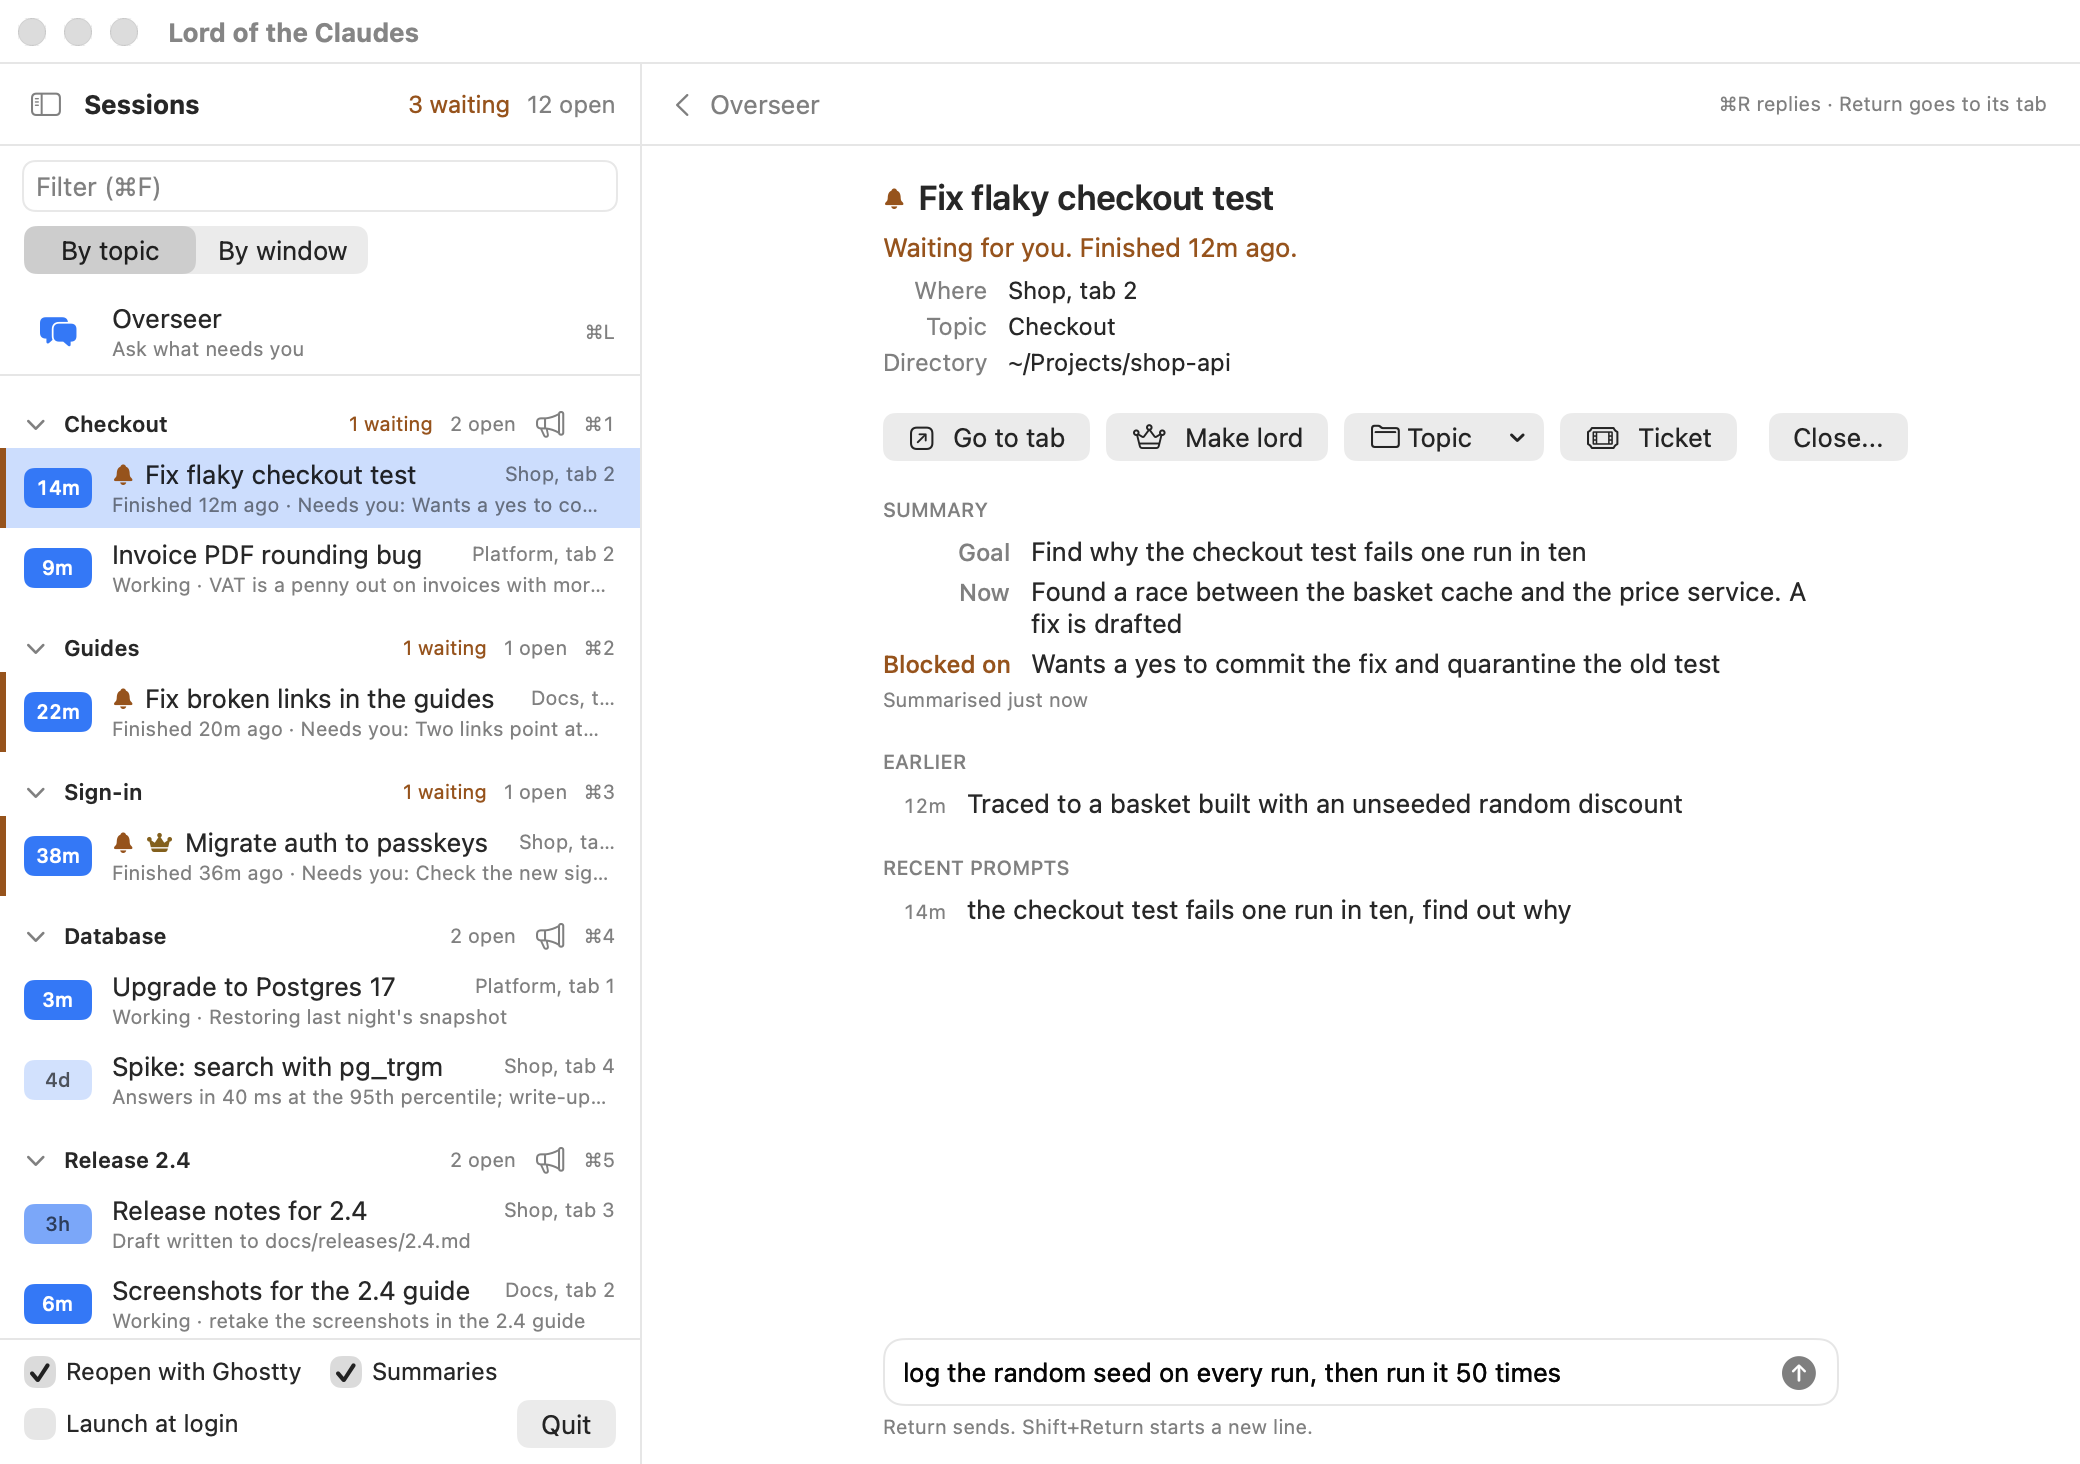 Lord of the Claudes
Sessions
3 waiting 12 open
Filter (⌘F)
By topic
By window
Overseer
Ask what needs you
⌘L
Checkout
1 waiting 2 open ⌘1
14m
Fix flaky checkout test
Shop, tab 2
Finished 12m ago · Needs you: Wants a yes to co…
9m
Invoice PDF rounding bug
Platform, tab 2
Working · VAT is a penny out on invoices with mor…
Guides
1 waiting 1 open ⌘2
22m
Fix broken links in the guides
Docs, t…
Finished 20m ago · Needs you: Two links point at…
Sign-in
1 waiting 1 open ⌘3
38m
Migrate auth to passkeys
Shop, ta…
Finished 36m ago · Needs you: Check the new sig…
Database
2 open ⌘4
3m
Upgrade to Postgres 17
Platform, tab 1
Working · Restoring last night's snapshot
4d
Spike: search with pg_trgm
Shop, tab 4
Answers in 40 ms at the 95th percentile; write-up…
Release 2.4
2 open ⌘5
3h
Release notes for 2.4
Shop, tab 3
Draft written to docs/releases/2.4.md
6m
Screenshots for the 2.4 guide
Docs, tab 2
Working · retake the screenshots in the 2.4 guide
Reopen with Ghostty
Summaries
Launch at login
Quit
Overseer
⌘R replies · Return goes to its tab
Fix flaky checkout test
Waiting for you. Finished 12m ago.
Where Shop, tab 2
Topic Checkout
Directory ~/Projects/shop-api
Go to tab
Make lord
Topic
Ticket
Close…
SUMMARY
Goal Find why the checkout test fails one run in ten
Now Found a race between the basket cache and the price service. A
fix is drafted
Blocked on Wants a yes to commit the fix and quarantine the old test
Summarised just now
EARLIER
12m Traced to a basket built with an unseeded random discount
RECENT PROMPTS
14m the checkout test fails one run in ten, find out why
log the random seed on every run, then run it 50 times
Return sends. Shift+Return starts a new line.